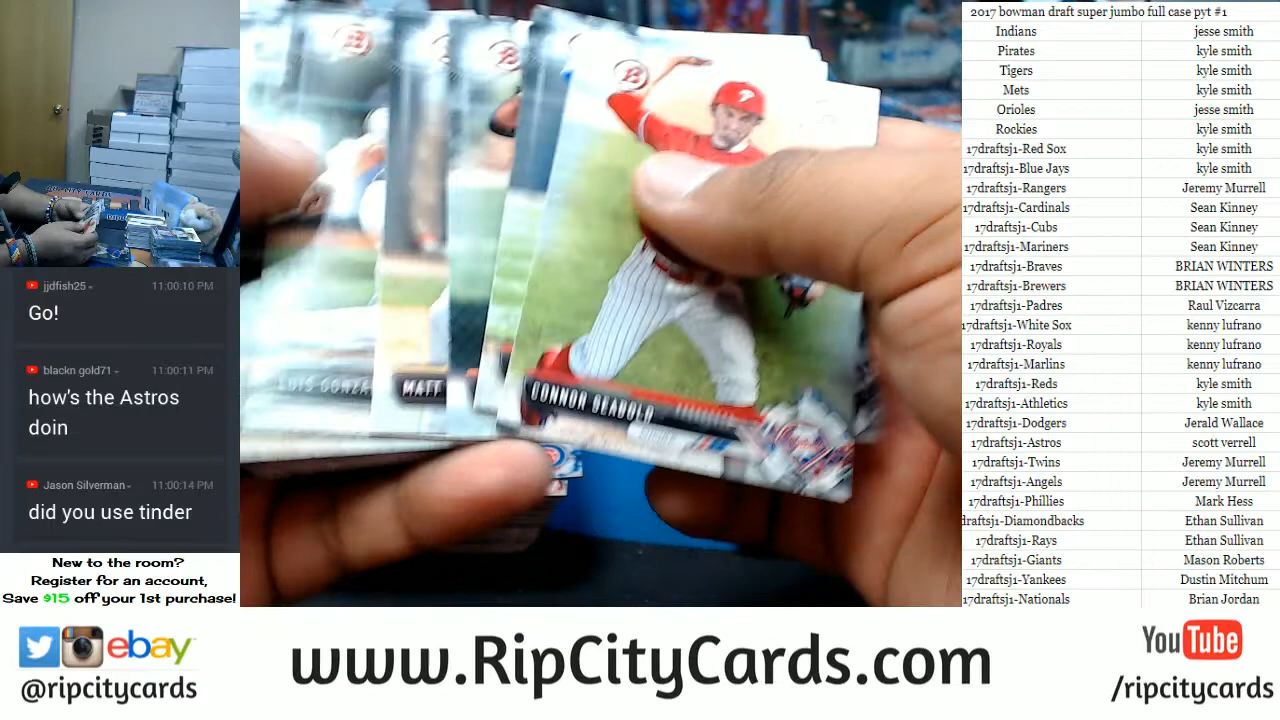 jjdfish25
11:00:10 PM
Go!
blackn gold71
11:00:11 PM
how's the Astros
doin
Jason Silverman
11:00:14 PM
did you use tinder
New to the room?
Register for an account,
Save $15 off your 1st purchase!
LUIS GONZA
MATT
CONNOR SEABOLD
2017 bowman draft super jumbo full case pyt #1
Indians jesse smith
Pirates kyle smith
Tigers kyle smith
Mets kyle smith
Orioles jesse smith
Rockies kyle smith
17draftsj1-Red Sox kyle smith
17draftsj1-Blue Jays kyle smith
17draftsj1-Rangers Jeremy Murrell
17draftsj1-Cardinals Sean Kinney
17draftsj1-Cubs Sean Kinney
17draftsj1-Mariners Sean Kinney
17draftsj1-Braves BRIAN WINTERS
17draftsj1-Brewers BRIAN WINTERS
17draftsj1-Padres Raul Vizcarra
17draftsj1-White Sox kenny lufrano
17draftsj1-Royals kenny lufrano
17draftsj1-Marlins kenny lufrano
17draftsj1-Reds kyle smith
17draftsj1-Athletics kyle smith
17draftsj1-Dodgers Jerald Wallace
17draftsj1-Astros scott verrell
17draftsj1-Twins Jeremy Murrell
17draftsj1-Angels Jeremy Murrell
17draftsj1-Phillies Mark Hess
draftsj1-Diamondbacks Ethan Sullivan
17draftsj1-Rays Ethan Sullivan
17draftsj1-Giants Mason Roberts
17draftsj1-Yankees Dustin Mitchum
17draftsj1-Nationals Brian Jordan
ebay
@ripcitycards
www.RipCityCards.com
YouTube
/ripcitycards